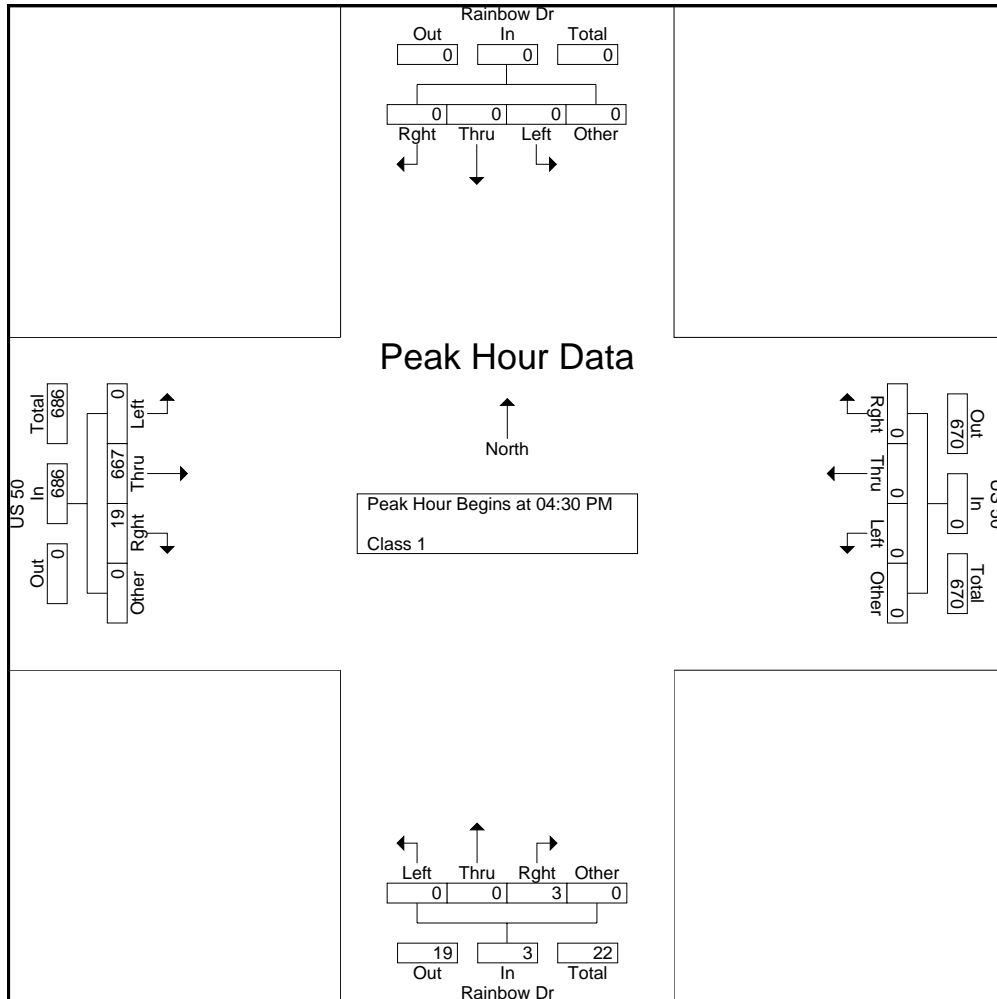 Rainbow Dr
Out In Total
0 0 0
0 0 0 0
Rght Thru Left Other
Peak Hour Data
North
Peak Hour Begins at 04:30 PM
Class 1
US 50
Total In Out
686 686 0
0 667 19 0
Left Thru Rght Other
US 50
Out In Total
670 0 670
Rght Thru Left Other
0 0 0 0
Left Thru Rght Other
0 0 3 0
19 3 22
Out In Total
Rainbow Dr